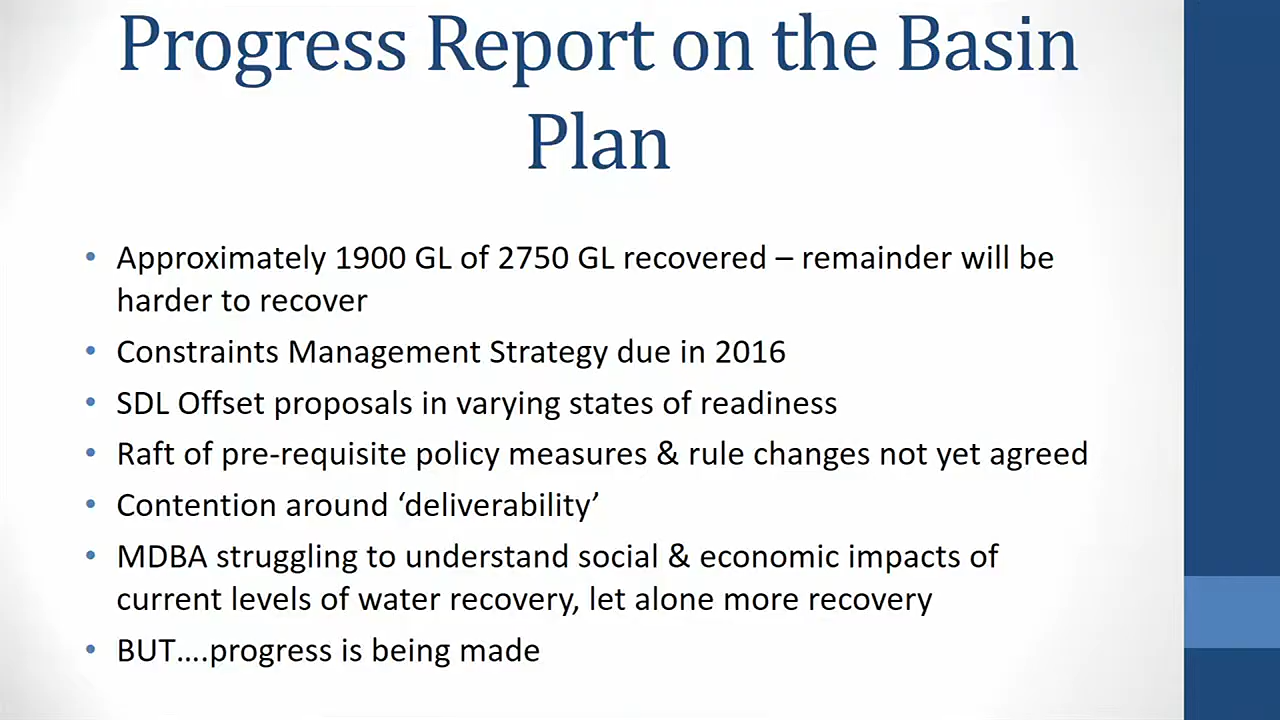 Progress Report on the Basin
Plan
• Approximately 1900 GL of 2750 GL recovered – remainder will be
harder to recover
• Constraints Management Strategy due in 2016
• SDL Offset proposals in varying states of readiness
• Raft of pre-requisite policy measures & rule changes not yet agreed
• Contention around ‘deliverability’
• MDBA struggling to understand social & economic impacts of
current levels of water recovery, let alone more recovery
• BUT….progress is being made